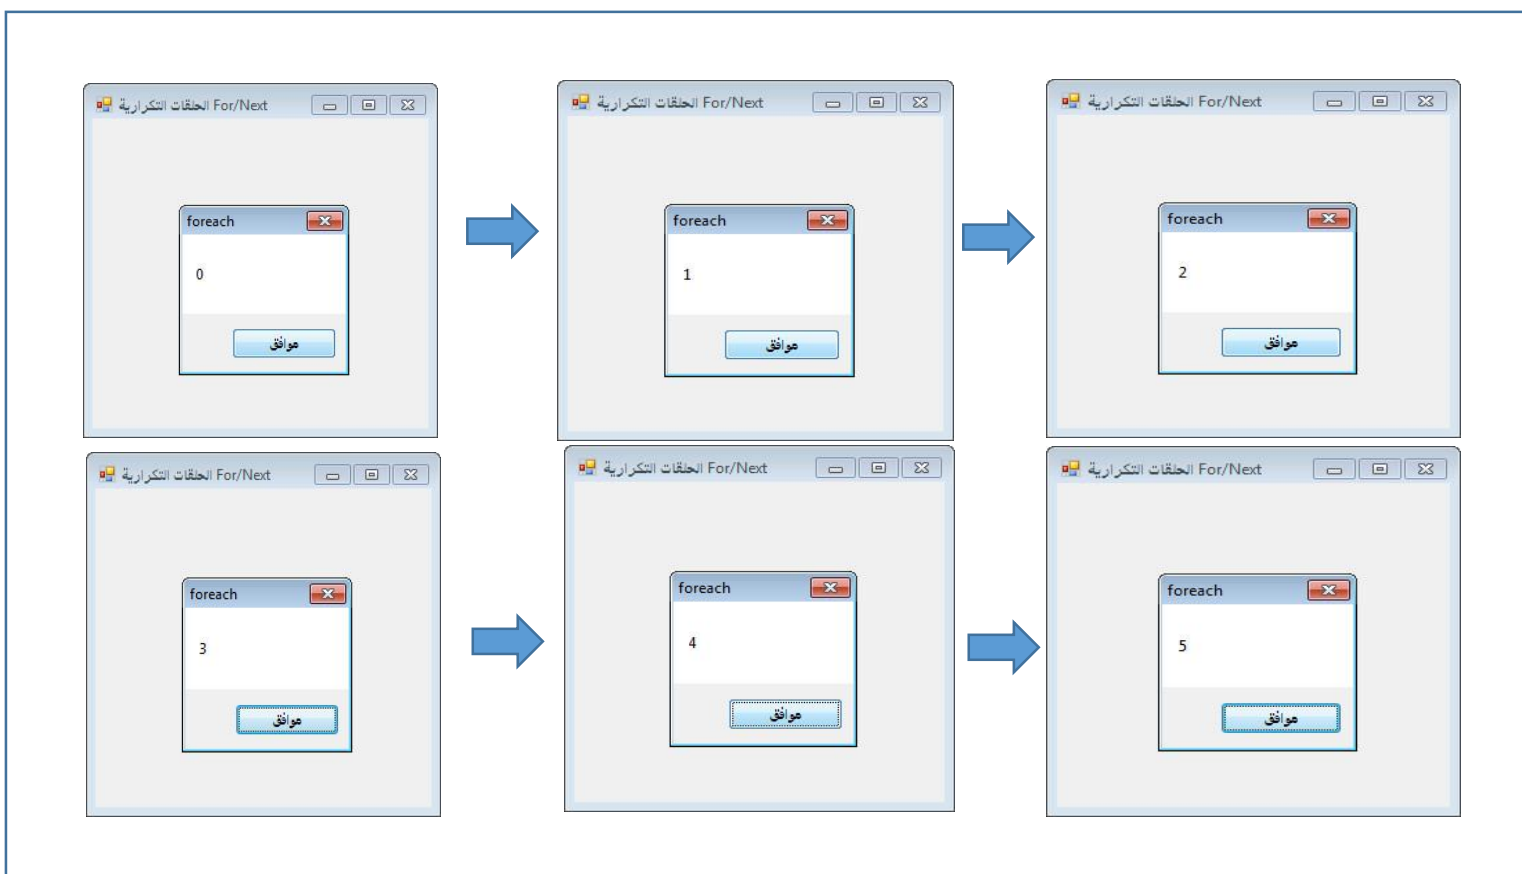 الحلقات التكرارية For/Next
foreach
0
موافق
الحلقات التكرارية For/Next
foreach
1
موافق
الحلقات التكرارية For/Next
foreach
2
موافق
الحلقات التكرارية For/Next
foreach
3
موافق
الحلقات التكرارية For/Next
foreach
4
موافق
الحلقات التكرارية For/Next
foreach
5
موافق